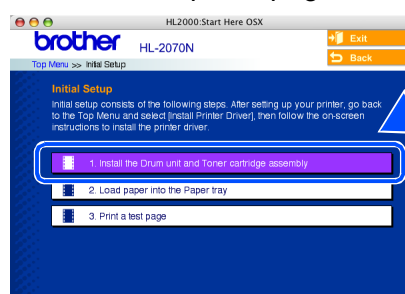 HL2000:Start Here OSX
brother
HL-2070N
Exit
Back
Top Menu >> Initial Setup
Initial Setup
Initial setup consists of the following steps. After setting up your printer, go back
to the Top Menu and select [Install Printer Driver], then follow the on-screen
instructions to install the printer driver.
1. Install the Drum unit and Toner cartridge assembly
2. Load paper into the Paper tray
3. Print a test page